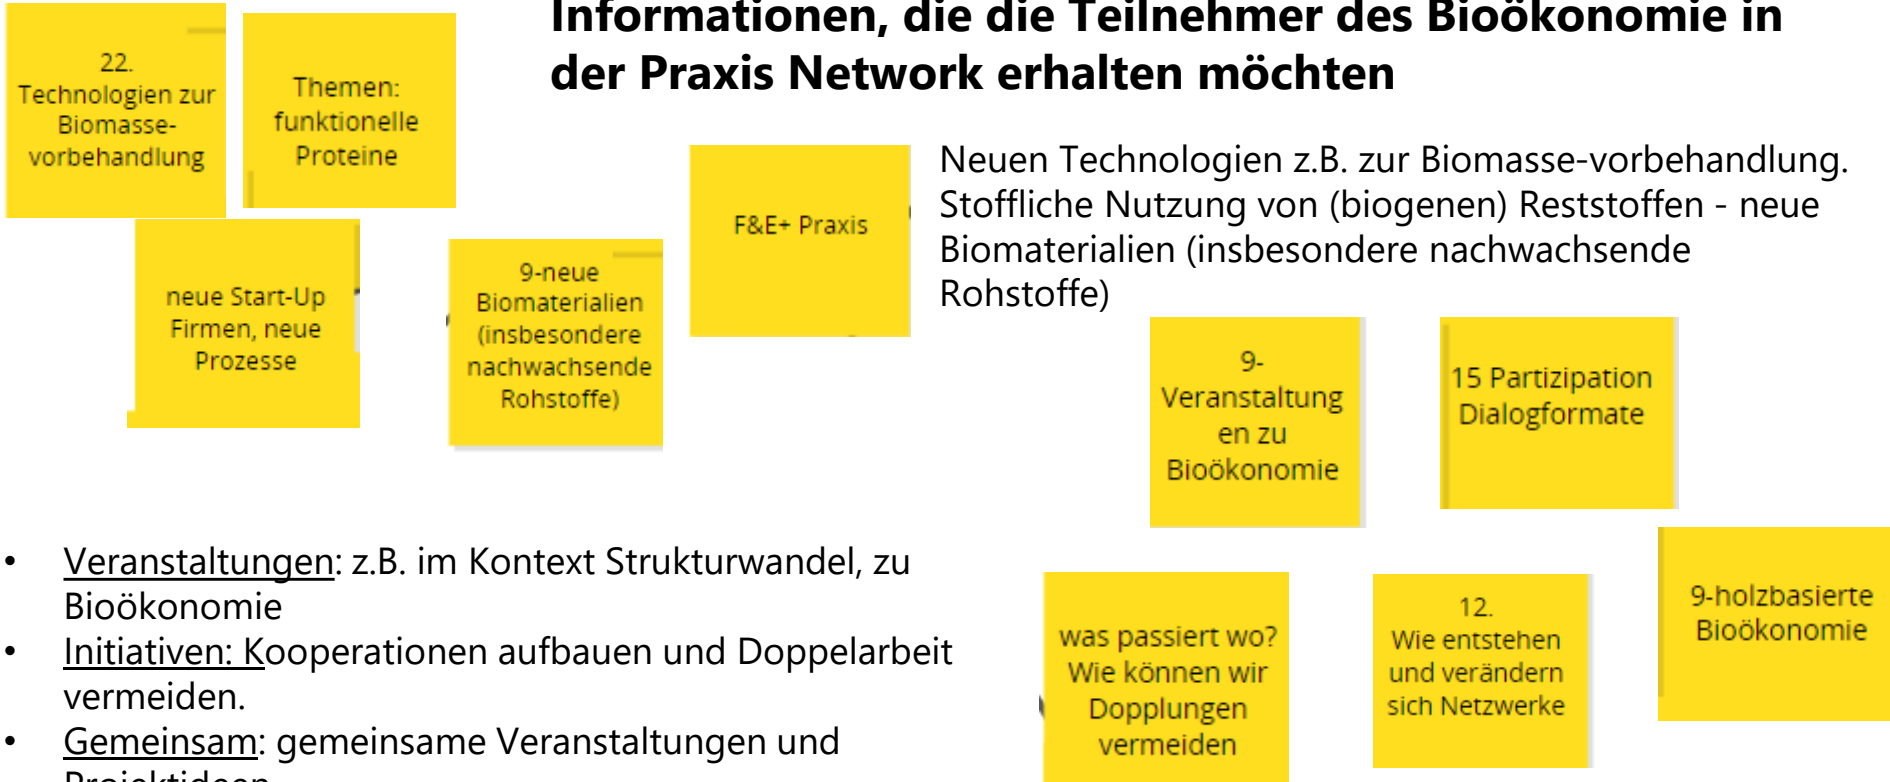 Informationen, die die Teilnehmer des Bioökonomie in
der Praxis Network erhalten möchten
22.
Technologien zur
Biomasse-
vorbehandlung
Themen:
funktionelle
Proteine
neue Start-Up
Firmen, neue
Prozesse
9-neue
Biomaterialien
(insbesondere
nachwachsende
Rohstoffe)
F&E+ Praxis
Neuen Technologien z.B. zur Biomasse-vorbehandlung.
Stoffliche Nutzung von (biogenen) Reststoffen - neue
Biomaterialien (insbesondere nachwachsende
Rohstoffe)
9-
Veranstaltung
en zu
Bioökonomie
15 Partizipation
Dialogformate
• Veranstaltungen: z.B. im Kontext Strukturwandel, zu
Bioökonomie
• Initiativen: Kooperationen aufbauen und Doppelarbeit
vermeiden.
• Gemeinsam: gemeinsame Veranstaltungen und
Projektideen
was passiert wo?
Wie können wir
Dopplungen
vermeiden
12.
Wie entstehen
und verändern
sich Netzwerke
9-holzbasierte
Bioökonomie